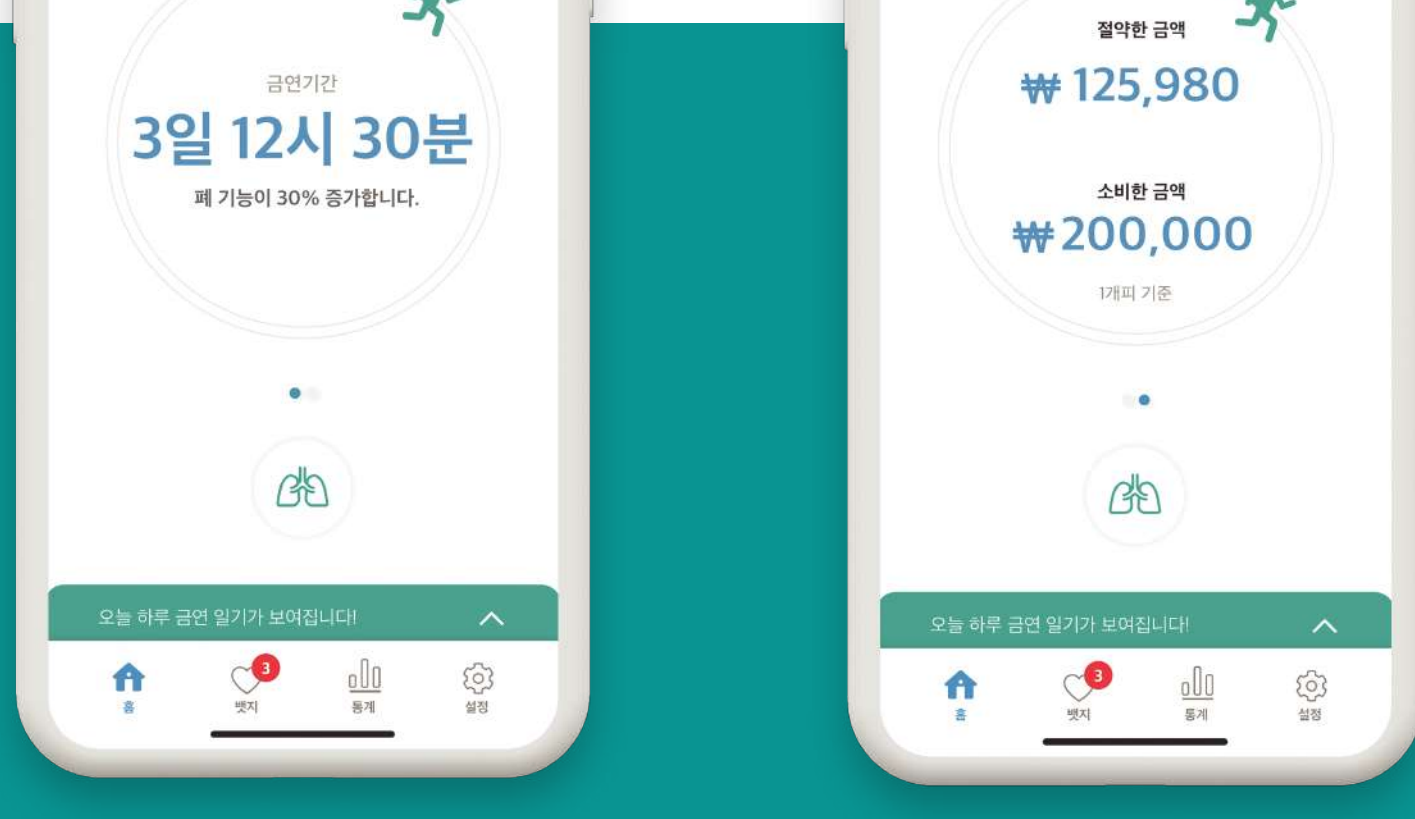 금연기간
3일 12시 30분
폐 기능이 30% 증가합니다.
오늘 하루 금연 일기가 보여집니다!
3
홈
뱃지
통계
설정
절약한 금액
₩ 125,980
소비한 금액
₩ 200,000
1개피 기준
오늘 하루 금연 일기가 보여집니다!
3
홈
뱃지
통계
설정